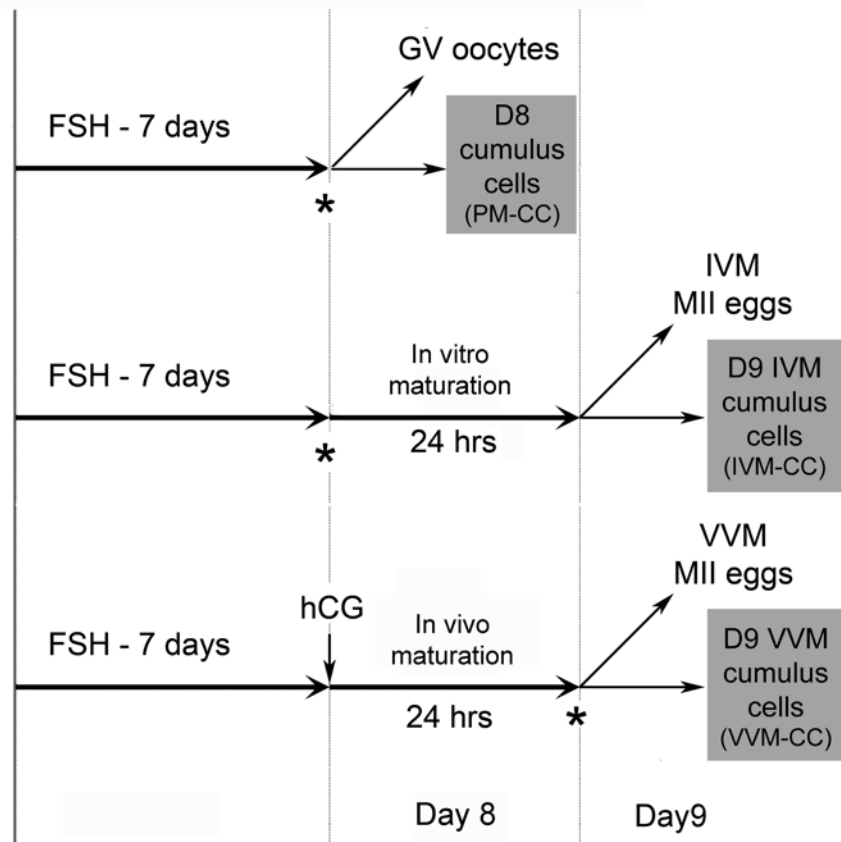 GV oocytes
FSH - 7 days
D8
cumulus
cells
(PM-CC)
*
IVM
MII eggs
FSH - 7 days
In vitro
maturation
24 hrs
D9 IVM
cumulus
cells
(IVM-CC)
*
VVM
MII eggs
hCG
FSH - 7 days
In vivo
maturation
24 hrs
D9 VVM
cumulus
cells
(VVM-CC)
*
Day 8
Day9